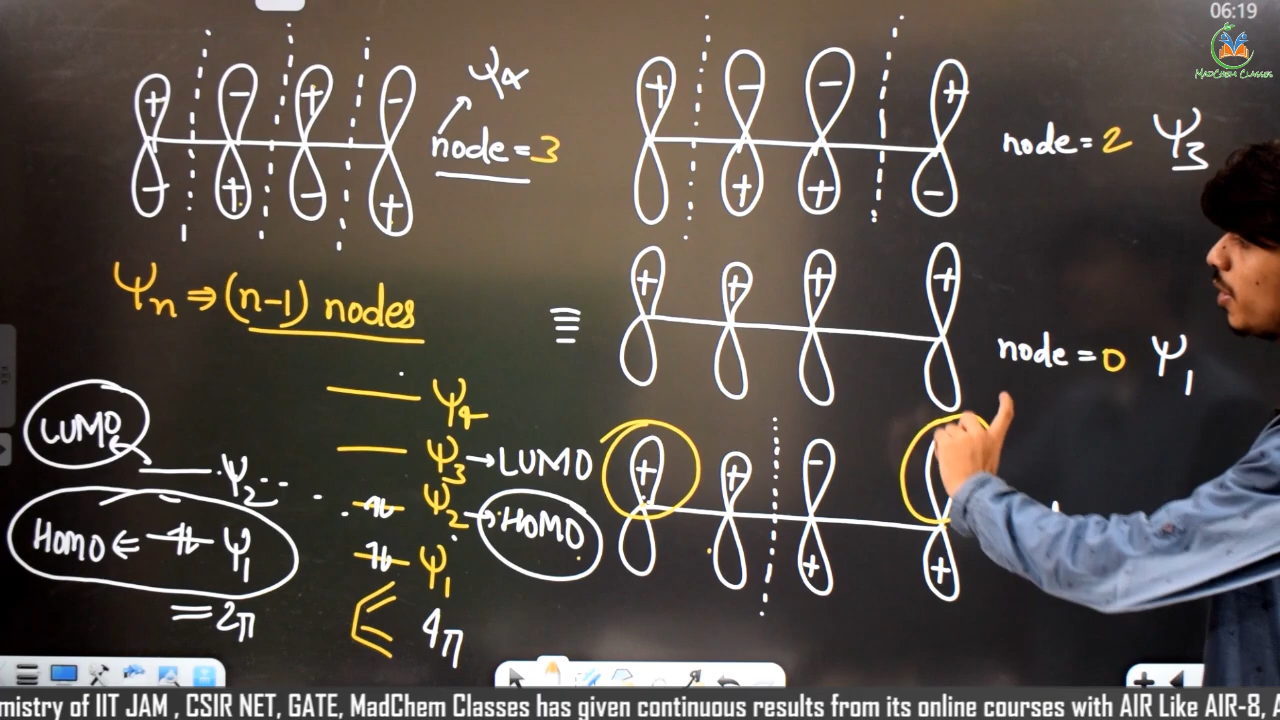 06:19
MADCHEM CLASSES
+ - + -
- + - +
ψ4
node = 3
+ - - +
+ + -
node = 2 ψ3
ψn ⇒ (n-1) nodes
≡
+ + + +
node = 0 ψ1
ψ4
ψ3 → LUMO
ψ2 → HOMO
ψ1
4π
LUMO
ψ2
HOMO ⇐ ψ1
= 2π
+ + -
+ +
mistry of IIT JAM , CSIR NET, GATE, MadChem Classes has given continuous results from its online courses with AIR Like AIR-8, A